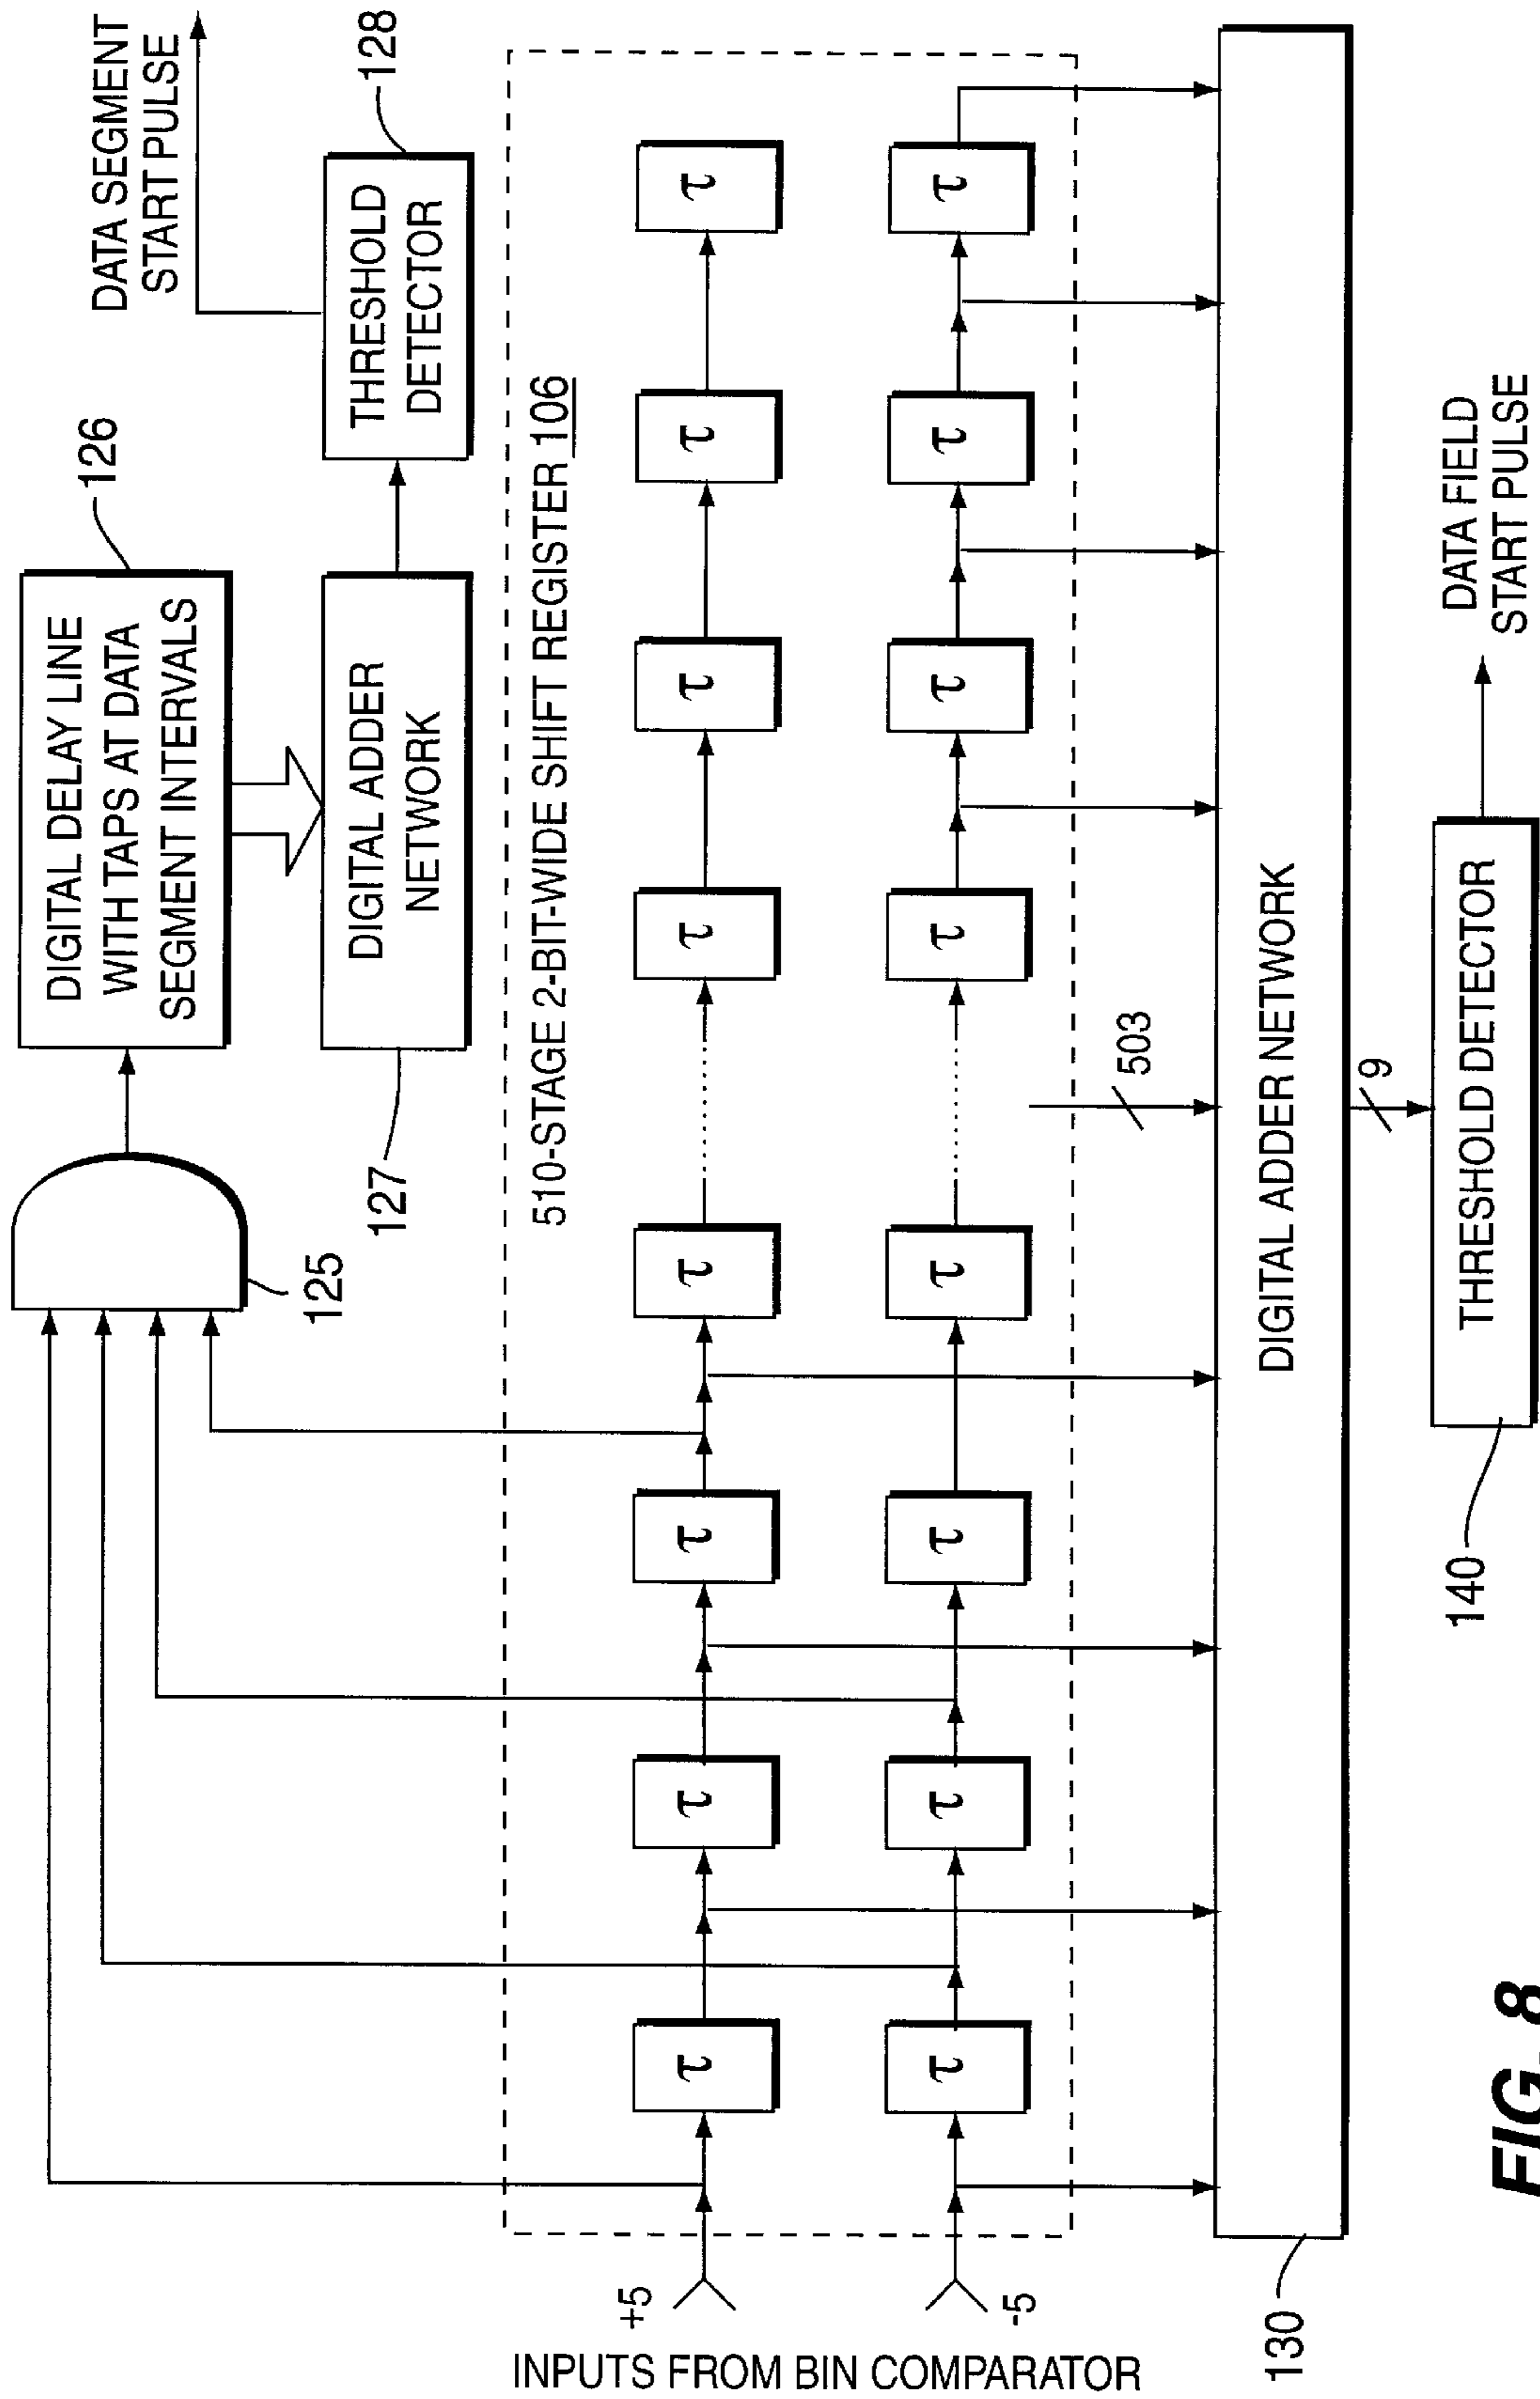 DATA SEGMENT
START PULSE
126
128
DIGITAL DELAY LINE
WITH TAPS AT DATA
SEGMENT INTERVALS
125
127
DIGITAL ADDER
NETWORK
THRESHOLD
DETECTOR
510-STAGE 2-BIT-WIDE SHIFT REGISTER 106
+5
τ τ τ τ τ τ τ τ
INPUTS FROM BIN COMPARATOR
-5
τ τ τ τ τ τ τ τ
503
130
DIGITAL ADDER NETWORK
9
140
THRESHOLD DETECTOR
DATA FIELD
START PULSE
FIG. 8